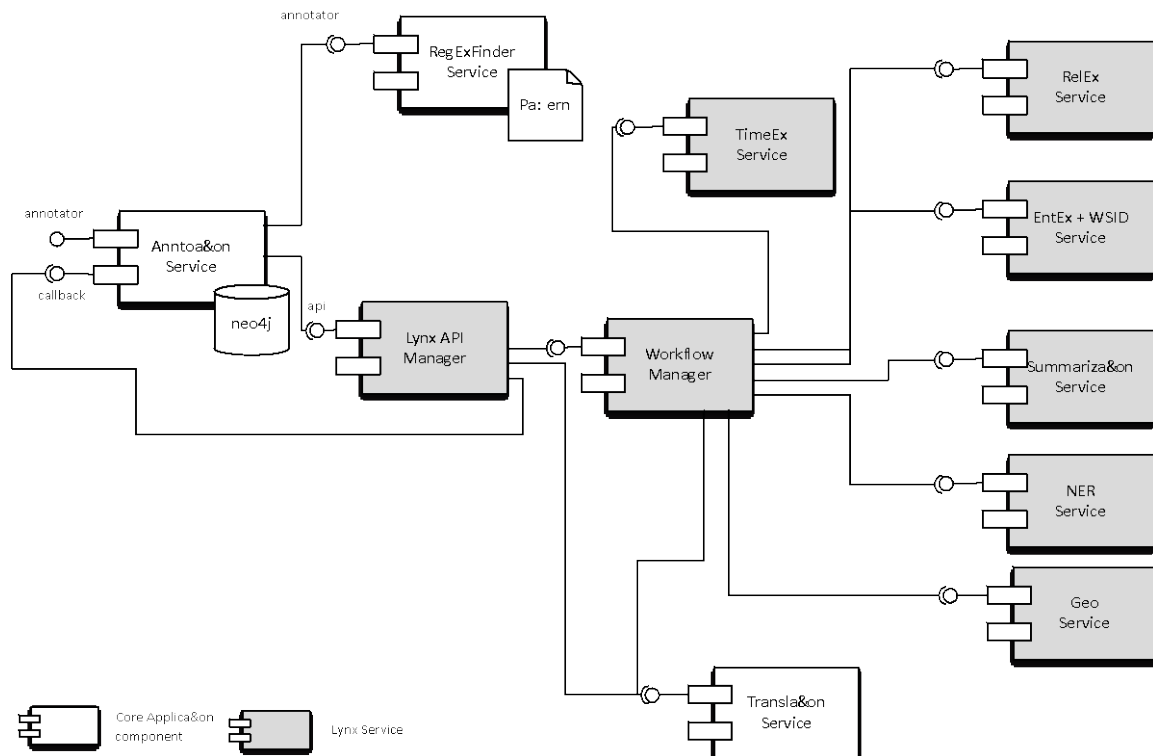 annotator
RegExFinder
Service
Pa: ern
RelEx
Service
TimeEx
Service
annotator
Anntoa&on
Service
callback
neo4j
EntEx + WSID
Service
api
Lynx API
Manager
Workflow
Manager
Summariza&on
Service
NER
Service
Geo
Service
Transla&on
Service
Core Applica&on
component
Lynx Service